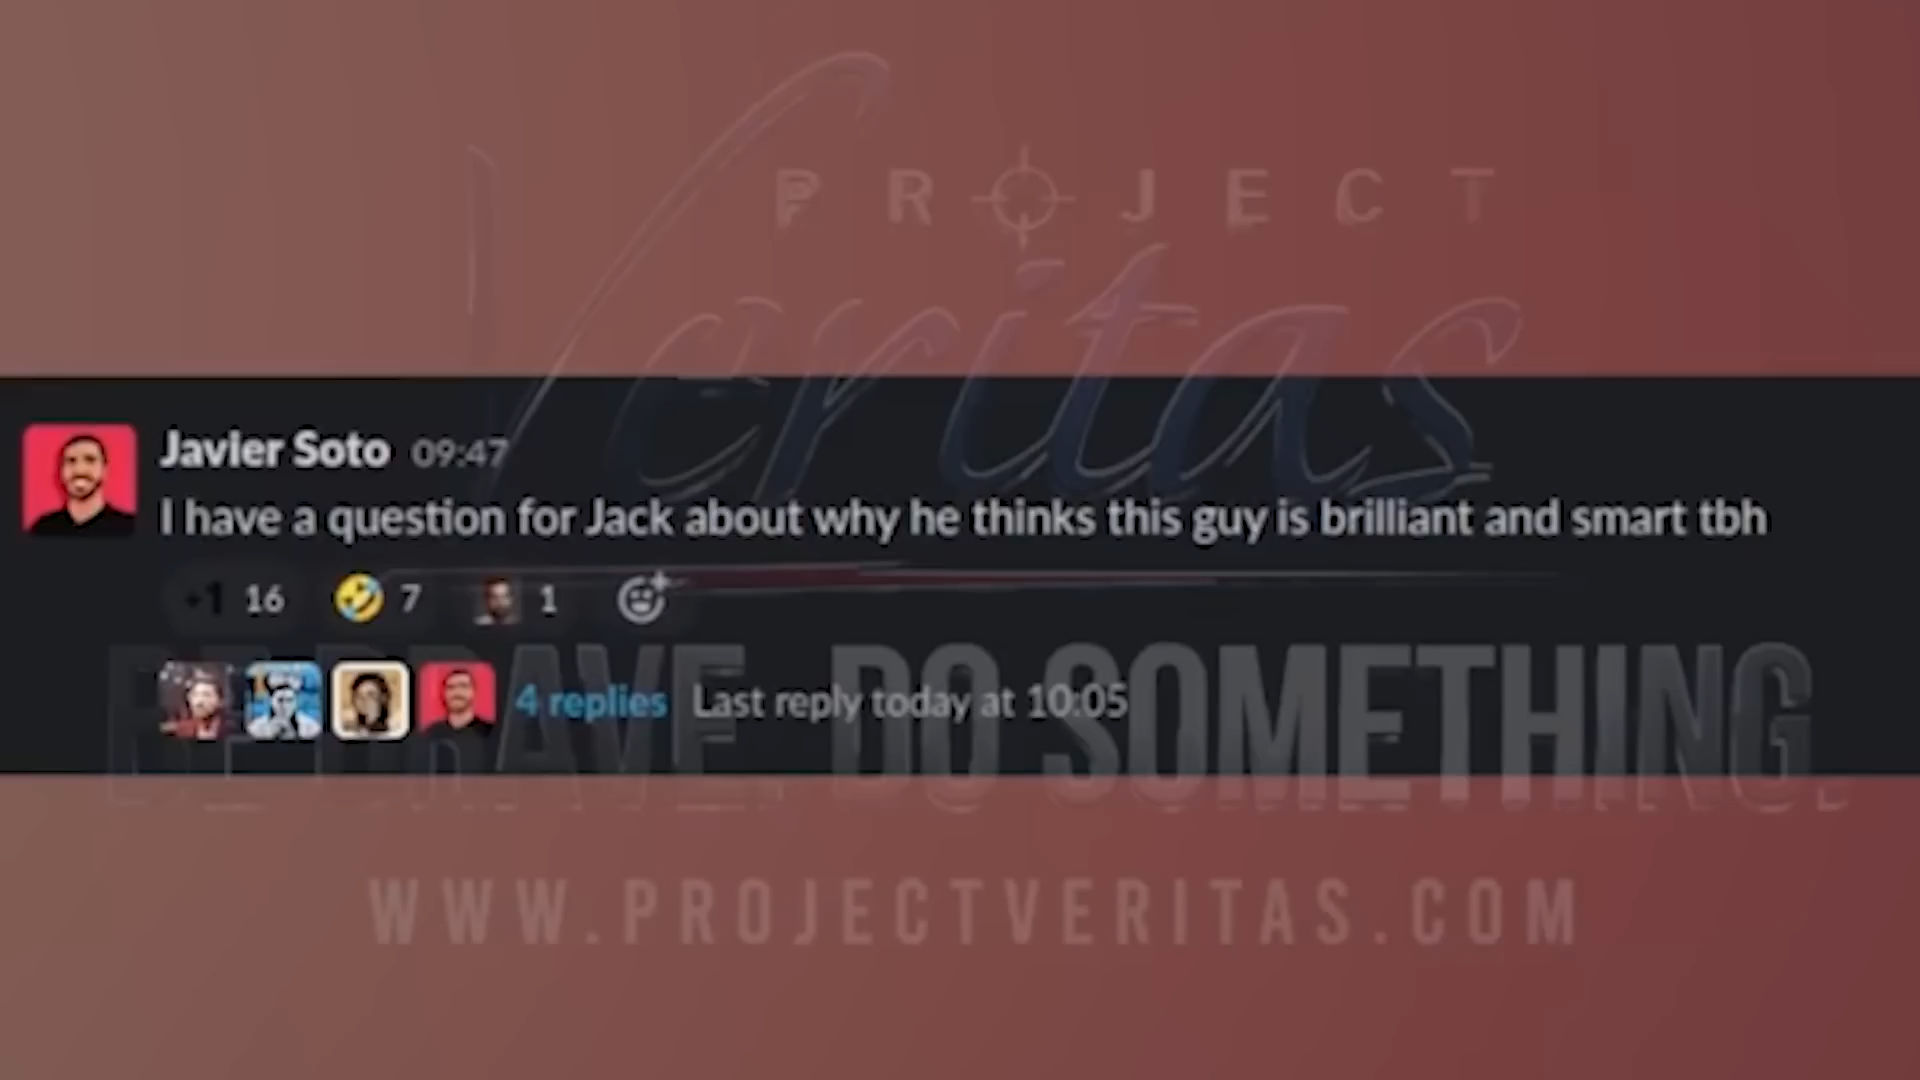 PROJECT
Veritas
Javier Soto 09:47
I have a question for Jack about why he thinks this guy is brilliant and smart tbh
+1 16 7 1
4 replies Last reply today at 10:05
BE BRAVE. DO SOMETHING.
WWW.PROJECTVERITAS.COM